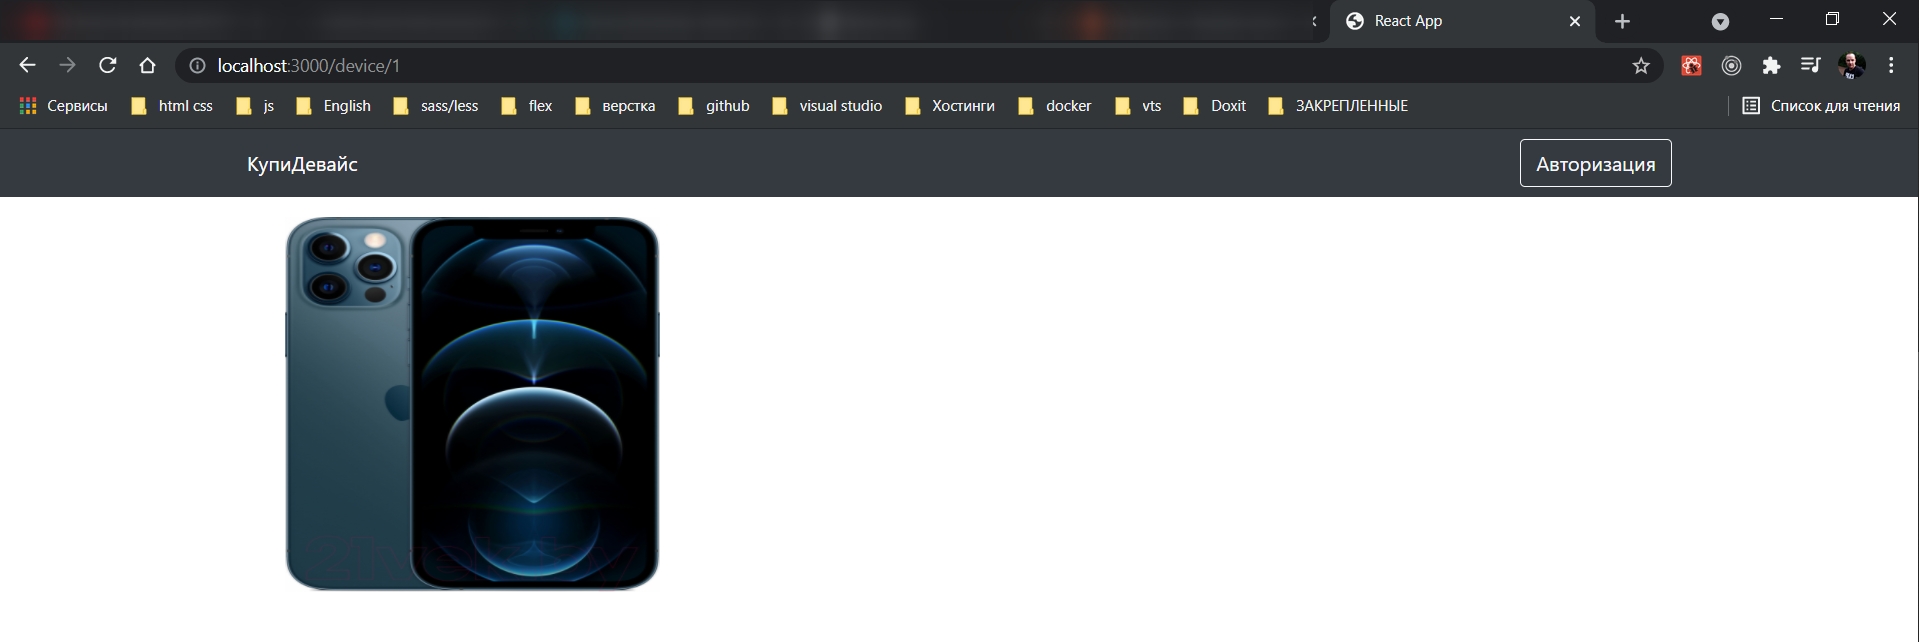 React App
localhost:3000/device/1
Сервисы html css js English sass/less flex верстка github visual studio Хостинги docker vts Doxit ЗАКРЕПЛЕННЫЕ Список для чтения
КупиДевайс Авторизация